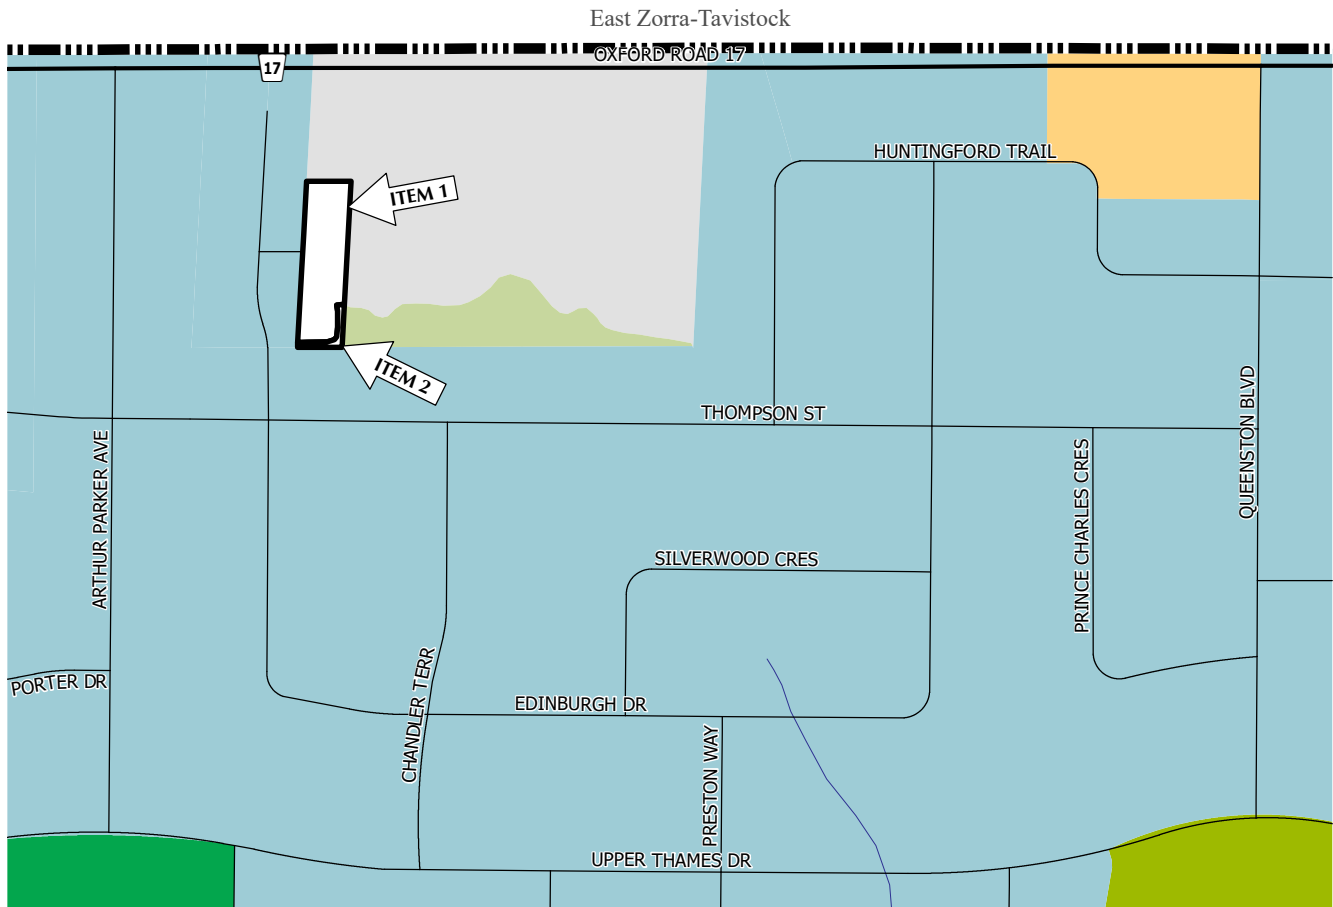 East Zorra-Tavistock
OXFORD ROAD 17
17
HUNTINGFORD TRAIL
ITEM 1
ITEM 2
THOMPSON ST
QUEENSTON BLVD
ARTHUR PARKER AVE
PRINCE CHARLES CRES
SILVERWOOD CRES
PORTER DR
CHANDLER TERR
EDINBURGH DR
PRESTON WAY
UPPER THAMES DR